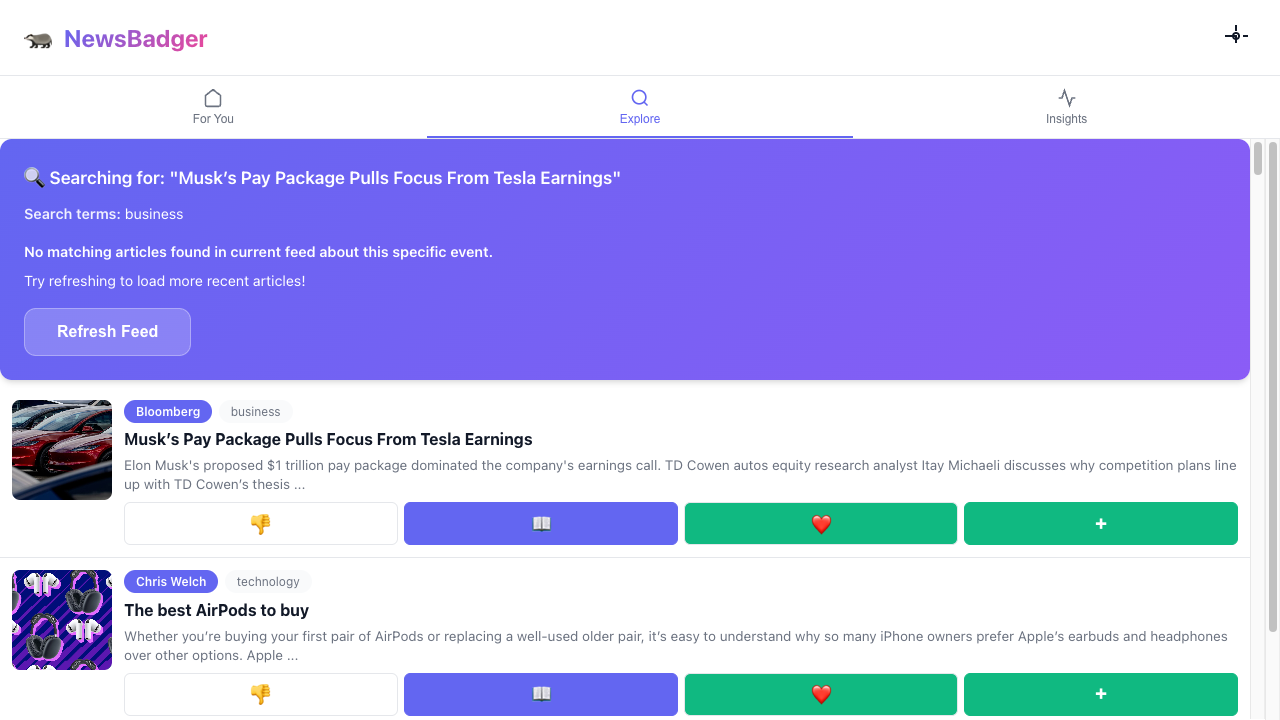 NewsBadger
For You
Explore
Insights
🔍 Searching for: "Musk’s Pay Package Pulls Focus From Tesla Earnings"
Search terms: business
No matching articles found in current feed about this specific event.
Try refreshing to load more recent articles!
Refresh Feed
Bloomberg business
Musk’s Pay Package Pulls Focus From Tesla Earnings
Elon Musk's proposed $1 trillion pay package dominated the company's earnings call. TD Cowen autos equity research analyst Itay Michaeli discusses why competition plans line
up with TD Cowen’s thesis ...
+
Chris Welch technology
The best AirPods to buy
Whether you’re buying your first pair of AirPods or replacing a well-used older pair, it’s easy to understand why so many iPhone owners prefer Apple’s earbuds and headphones
over other options. Apple ...
+